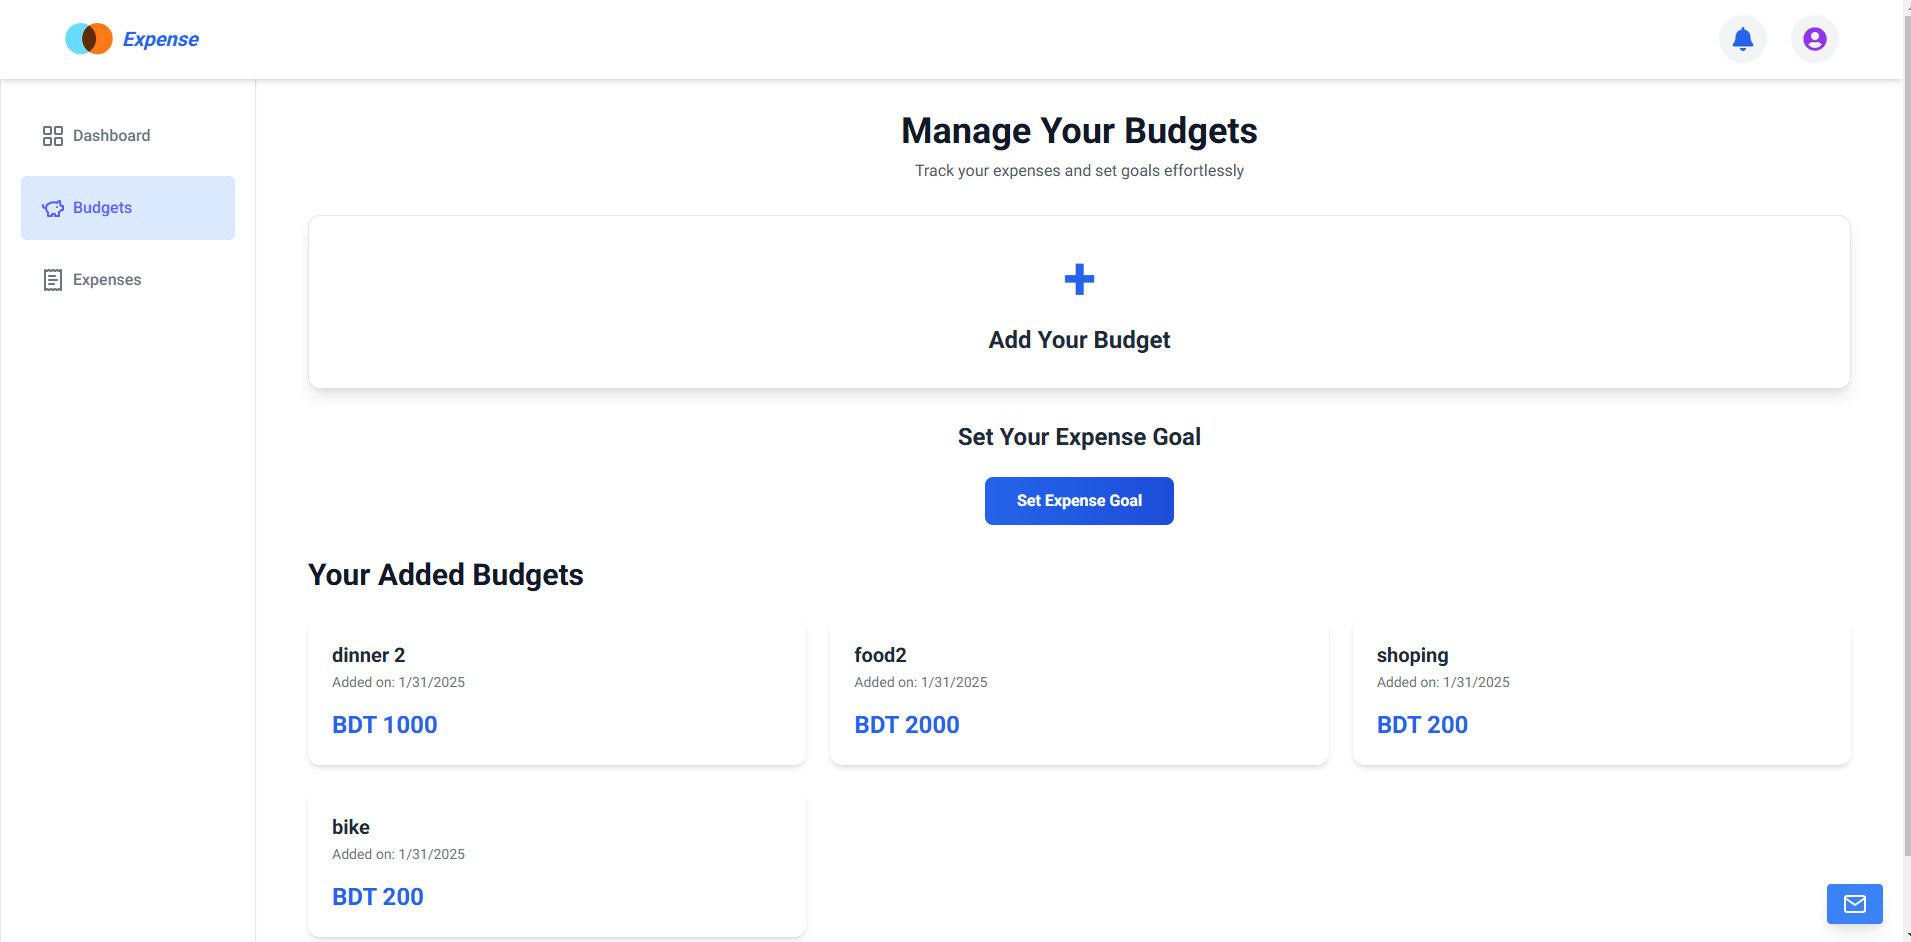 Expense
Dashboard
Budgets
Expenses
Manage Your Budgets
Track your expenses and set goals effortlessly
Add Your Budget
Set Your Expense Goal
Set Expense Goal
Your Added Budgets
dinner 2
Added on: 1/31/2025
BDT 1000
food2
Added on: 1/31/2025
BDT 2000
shoping
Added on: 1/31/2025
BDT 200
bike
Added on: 1/31/2025
BDT 200